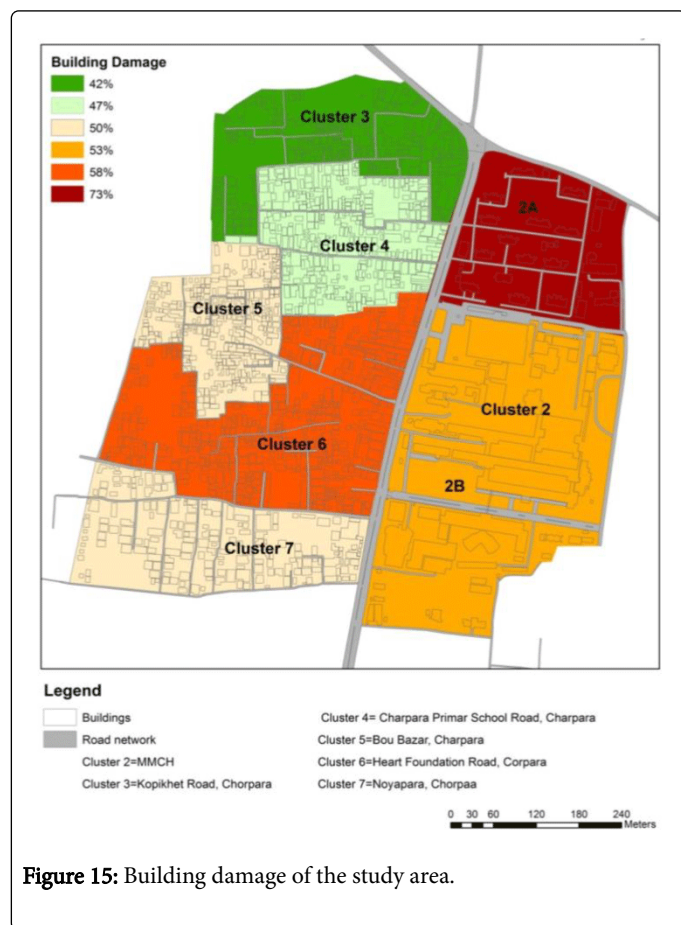 Building Damage
42%
47%
50%
53%
58%
73%
Cluster 3
2A
Cluster 4
Cluster 5
Cluster 2
Cluster 6
2B
Cluster 7
Legend
Buildings
Road network
Cluster 2=MMCH
Cluster 3=Kopikhet Road, Chorpara
Cluster 4= Charpara Primar School Road, Charpara
Cluster 5=Bou Bazar, Charpara
Cluster 6=Heart Foundation Road, Corpara
Cluster 7=Noyapara, Chorpaa
0 30 60 120 180 240
Meters
Figure 15: Building damage of the study area.